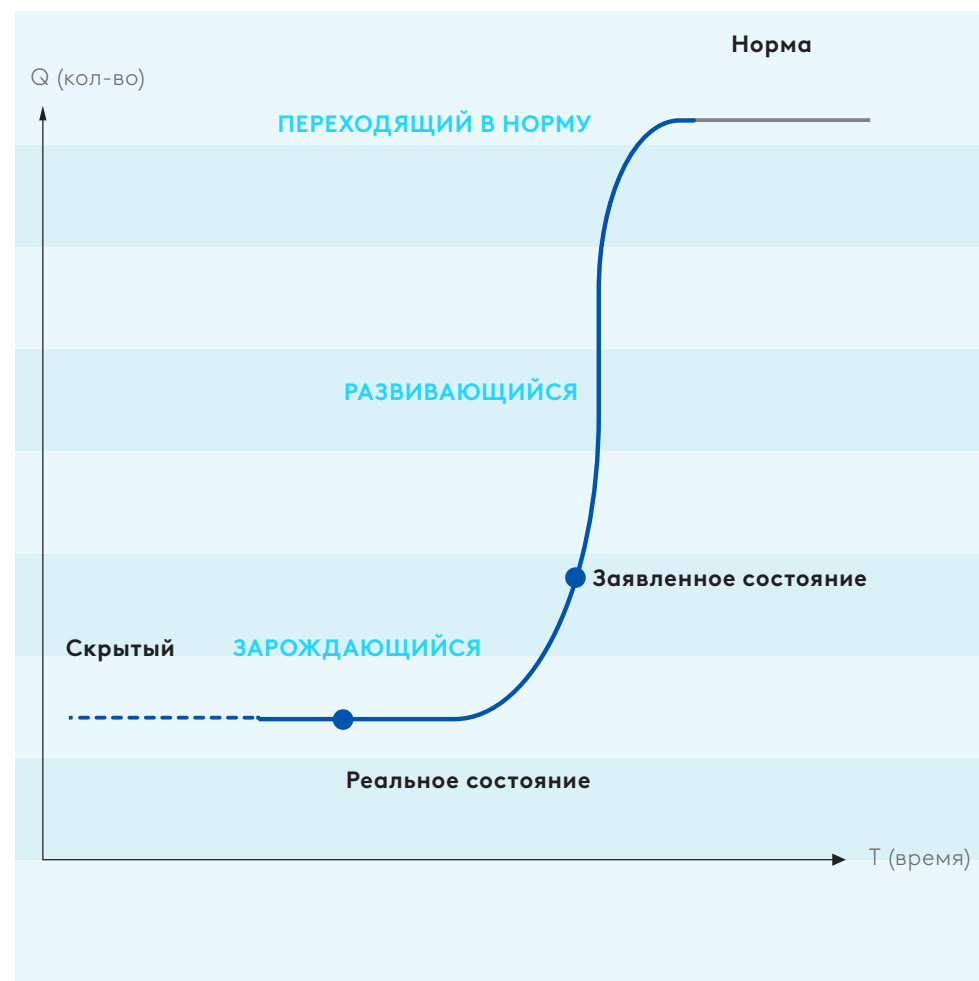 Норма
Q (кол-во)
ПЕРЕХОДЯЩИЙ В НОРМУ
РАЗВИВАЮЩИЙСЯ
Заявленное состояние
Скрытый
ЗАРОЖДАЮЩИЙСЯ
Реальное состояние
T (время)